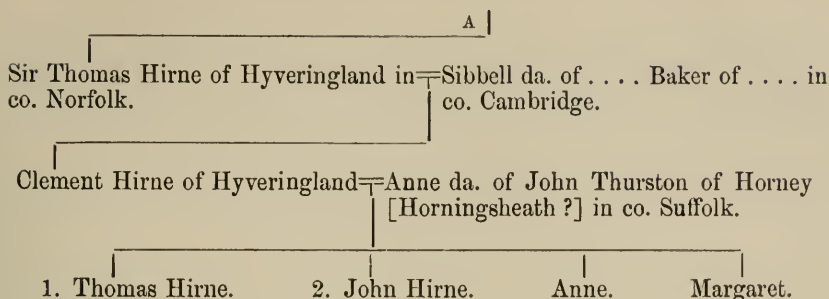 A
Sir Thomas Hirne of Hyveringland in╤Sibbell da. of . . . . Baker of . . . . in
co. Norfolk. co. Cambridge.
Clement Hirne of Hyveringland╤Anne da. of John Thurston of Horney
[Horningsheath ?] in co. Suffolk.
1. Thomas Hirne. 2. John Hirne. Anne. Margaret.